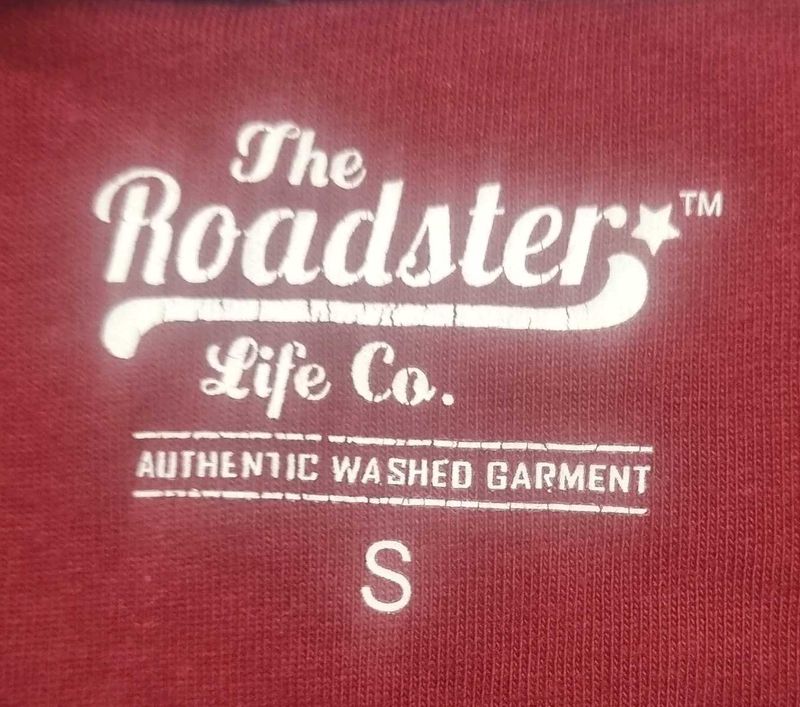 The
Roadster™
Life Co.
AUTHENTIC WASHED GARMENT
S